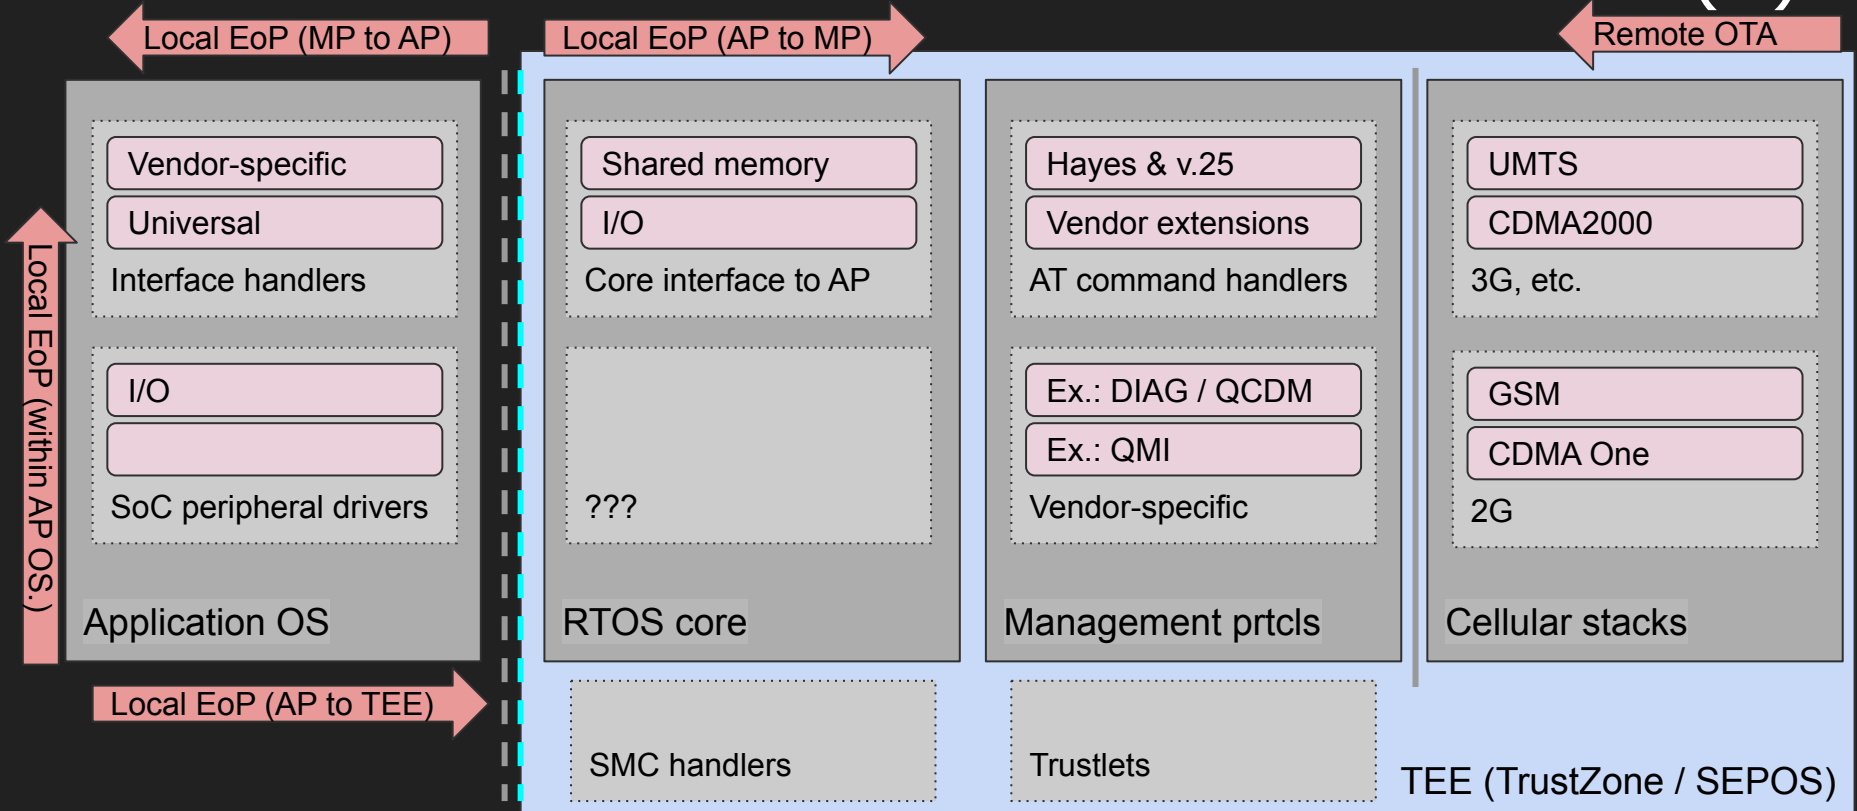 Local EoP (MP to AP)
Local EoP (AP to MP)
Remote OTA
Local EoP (within AP OS.)
Vendor-specific
Universal
Interface handlers
I/O
SoC peripheral drivers
Application OS
Local EoP (AP to TEE)
Shared memory
I/O
Core interface to AP
???
RTOS core
Hayes & v.25
Vendor extensions
AT command handlers
Ex.: DIAG / QCDM
Ex.: QMI
Vendor-specific
Management prtcls
UMTS
CDMA2000
3G, etc.
GSM
CDMA One
2G
Cellular stacks
SMC handlers
Trustlets
TEE (TrustZone / SEPOS)